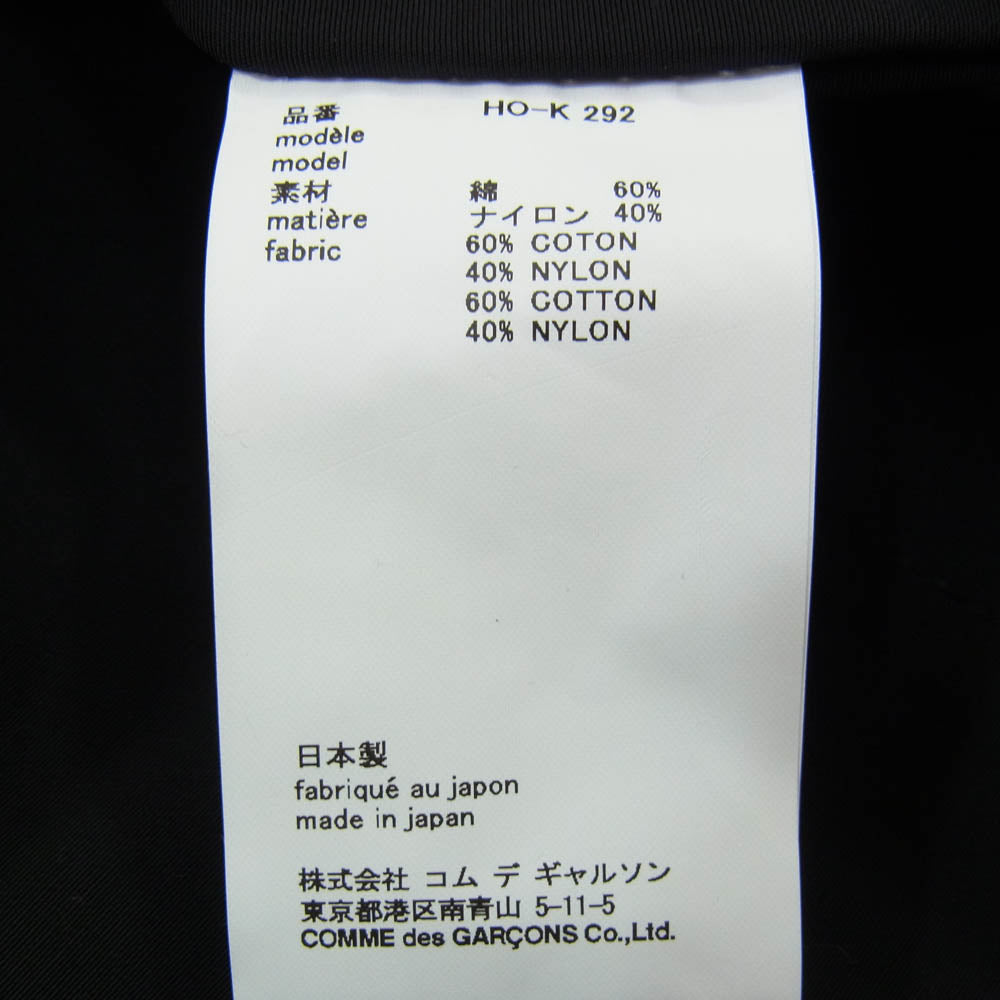 品番 HO-K 292
modèle
model
素材 綿 60%
matière ナイロン 40%
fabric 60% COTON
40% NYLON
60% COTTON
40% NYLON
日本製
fabriqué au japon
made in japan
株式会社 コム デ ギャルソン
東京都港区南青山 5-11-5
COMME des GARÇONS Co.,Ltd.